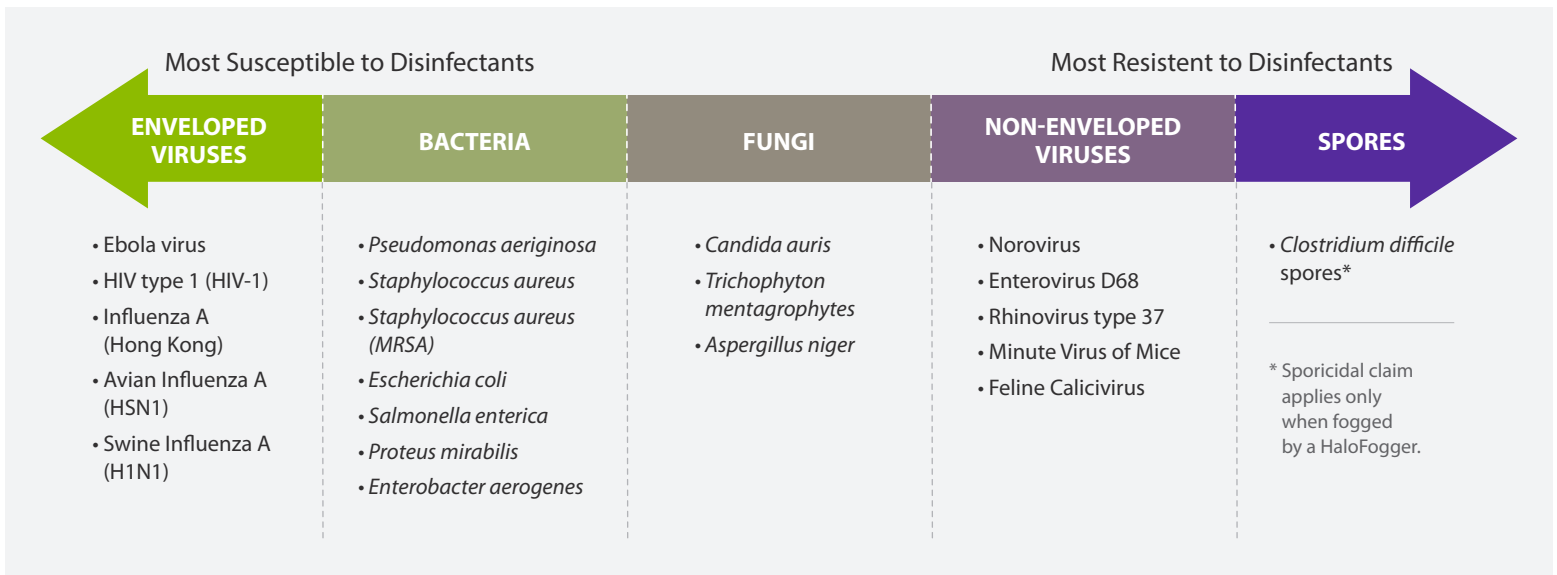 Most Susceptible to Disinfectants
Most Resistent to Disinfectants
ENVELOPED
VIRUSES
BACTERIA
FUNGI
NON-ENVELOPED
VIRUSES
SPORES
• Ebola virus
• HIV type 1 (HIV-1)
• Influenza A
(Hong Kong)
• Avian Influenza A
(HSN1)
• Swine Influenza A
(H1N1)
• Pseudomonas aeriginosa
• Staphylococcus aureus
• Staphylococcus aureus
(MRSA)
• Escherichia coli
• Salmonella enterica
• Proteus mirabilis
• Enterobacter aerogenes
• Candida auris
• Trichophyton
mentagrophytes
• Aspergillus niger
• Norovirus
• Enterovirus D68
• Rhinovirus type 37
• Minute Virus of Mice
• Feline Calicivirus
• Clostridium difficile
spores*
* Sporicidal claim
applies only
when fogged
by a HaloFogger.